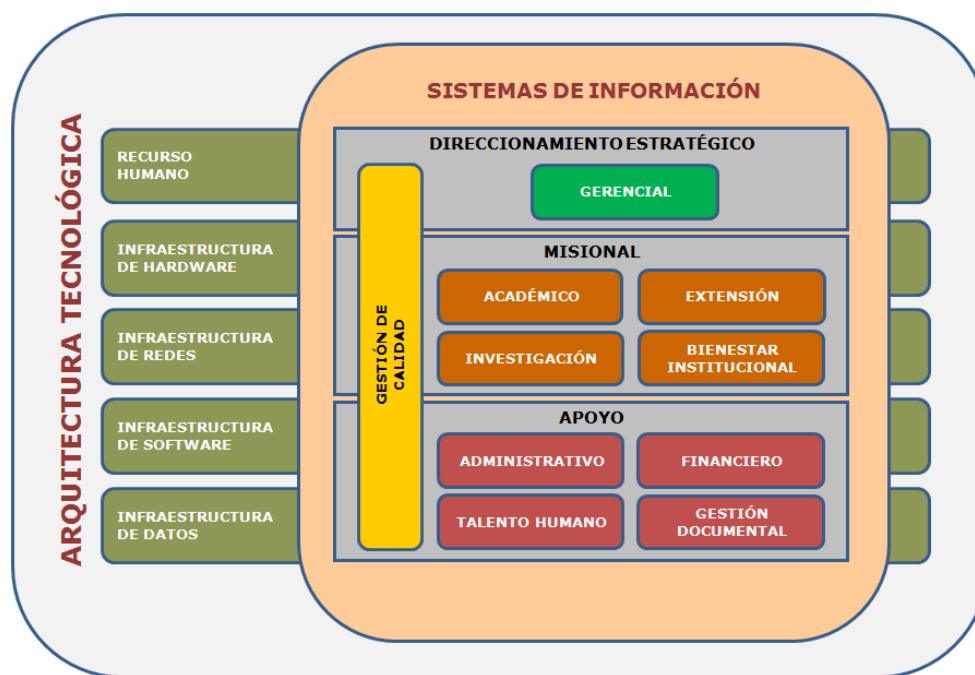 ARQUITECTURA TECNOLÓGICA
RECURSO
HUMANO
INFRAESTRUCTURA
DE HARDWARE
INFRAESTRUCTURA
DE REDES
INFRAESTRUCTURA
DE SOFTWARE
INFRAESTRUCTURA
DE DATOS
SISTEMAS DE INFORMACIÓN
DIRECCIONAMIENTO ESTRATÉGICO
GERENCIAL
GESTIÓN DE
CALIDAD
MISIONAL
ACADÉMICO
EXTENSIÓN
INVESTIGACIÓN
BIENESTAR
INSTITUCIONAL
APOYO
ADMINISTRATIVO
FINANCIERO
TALENTO HUMANO
GESTIÓN
DOCUMENTAL